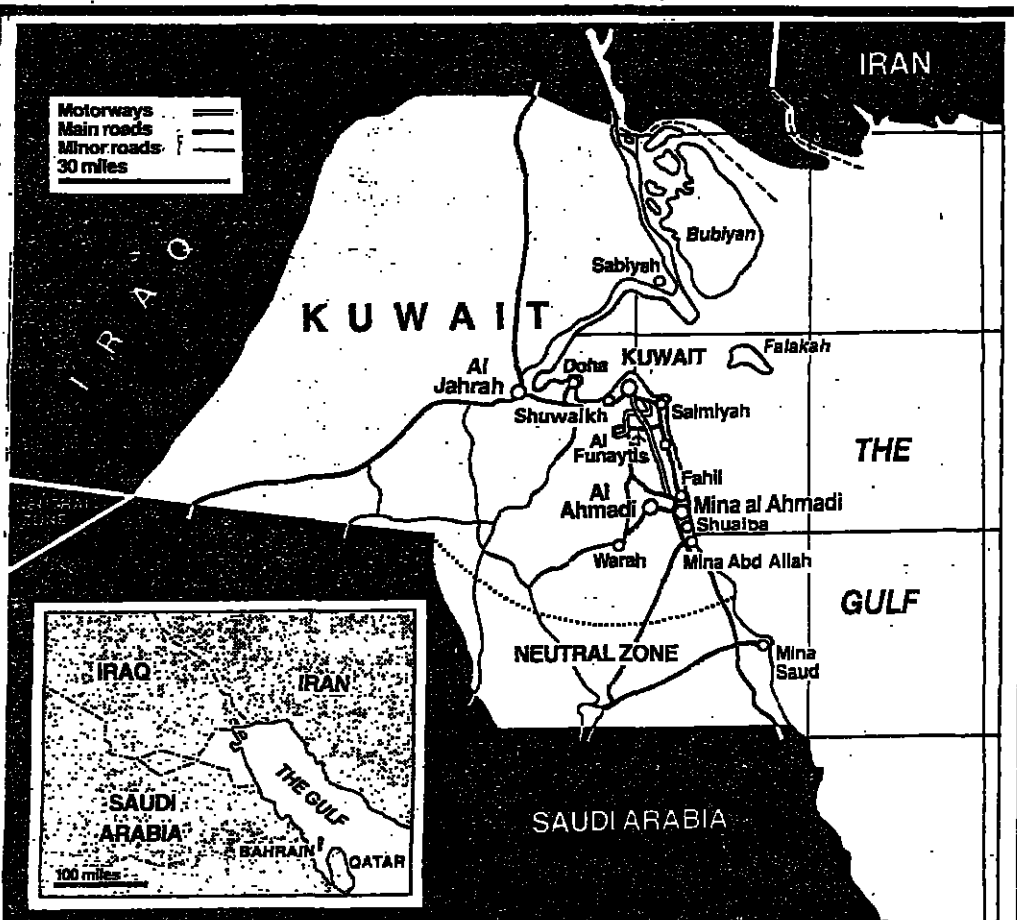 IRAN
Motorways
Main roads
Minor roads
30 miles
IRAQ
Bubiyan
Sabiyah
KUWAIT
Falakah
Al
Jahrah
Doha
KUWAIT
Shuwaikh
Salmiyah
Al
Funaytis
THE
GULF
Fahil
Al
Ahmadi
Mina al Ahmadi
Shuaiba
Warah
Mina Abd Allah
NEUTRAL ZONE
Mina
Saud
SAUDI ARABIA
IRAQ
IRAN
THE GULF
SAUDI
ARABIA
BAHRAIN
QATAR
100 miles